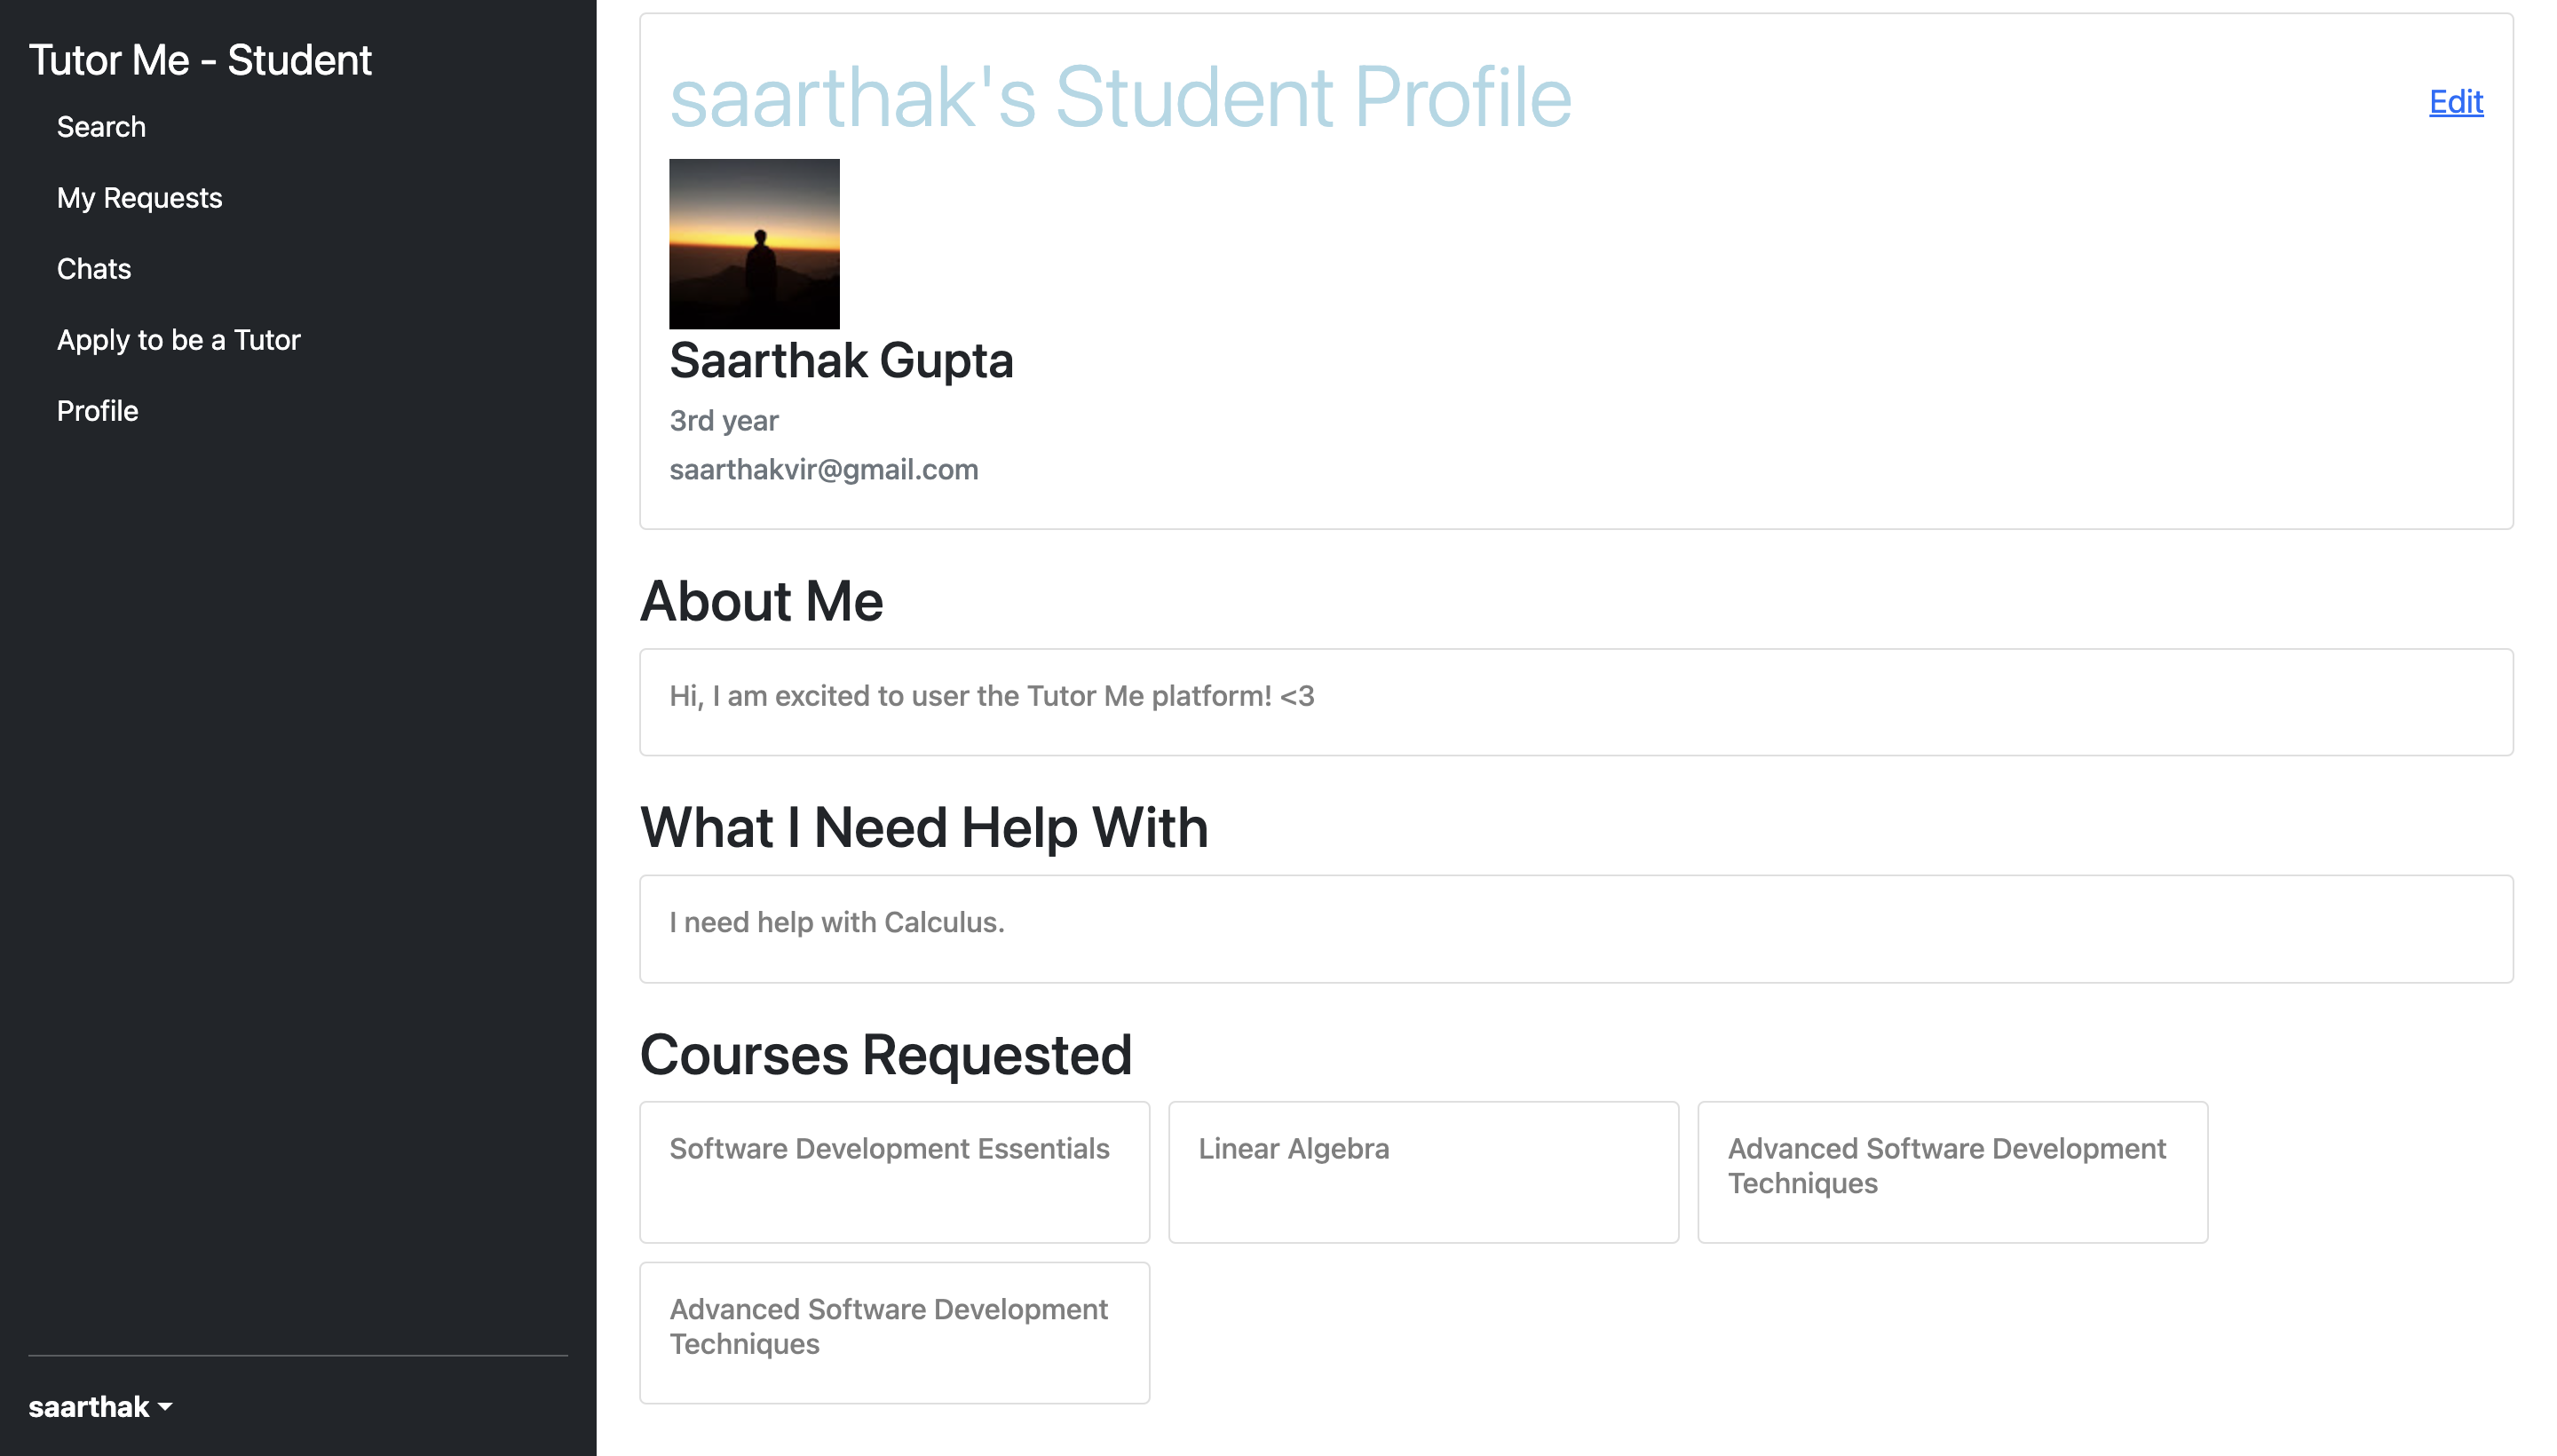 Tutor Me - Student
Search
My Requests
Chats
Apply to be a Tutor
Profile
saarthak
saarthak's Student Profile
Edit
Saarthak Gupta
3rd year
saarthakvir@gmail.com
About Me
Hi, I am excited to user the Tutor Me platform! <3
What I Need Help With
I need help with Calculus.
Courses Requested
Software Development Essentials
Linear Algebra
Advanced Software Development
Techniques
Advanced Software Development
Techniques